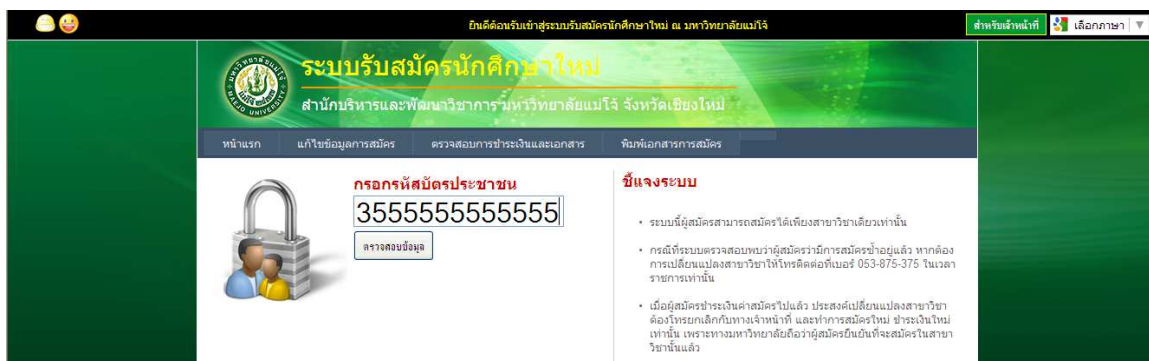 ยินดีต้อนรับเข้าสู่ระบบรับสมัครนักศึกษาใหม่ ณ มหาวิทยาลัยแม่โจ้
สำหรับเจ้าหน้าที่
เลือกภาษา
ระบบรับสมัครนักศึกษาใหม่
สำนักบริหารและพัฒนาวิชาการ มหาวิทยาลัยแม่โจ้ จังหวัดเชียงใหม่
มหาวิทยาลัยแม่โจ้
MAEJO UNIVERSITY
หน้าแรก แก้ไขข้อมูลการสมัคร ตรวจสอบการชำระเงินและเอกสาร พิมพ์เอกสารการสมัคร
กรอกรหัสบัตรประชาชน
3555555555555
ตรวจสอบข้อมูล
ชี้แจงระบบ
• ระบบนี้ผู้สมัครสามารถสมัครได้เพียงสาขาวิชาเดียวเท่านั้น
• กรณีที่ระบบตรวจสอบพบว่าผู้สมัครว่ามีการสมัครซ้ำอยู่แล้ว หากต้อง
การเปลี่ยนแปลงสาขาวิชาให้โทรติดต่อที่เบอร์ 053-875-375 ในเวลา
ราชการเท่านั้น
• เมื่อผู้สมัครชำระเงินค่าสมัครไปแล้ว ประสงค์เปลี่ยนแปลงสาขาวิชา
ต้องโทรยกเลิกกับทางเจ้าหน้าที่ และทำการสมัครใหม่ ชำระเงินใหม่
เท่านั้น เพราะทางมหาวิทยาลัยถือว่าผู้สมัครยืนยันที่จะสมัครในสาขา
วิชานั้นแล้ว